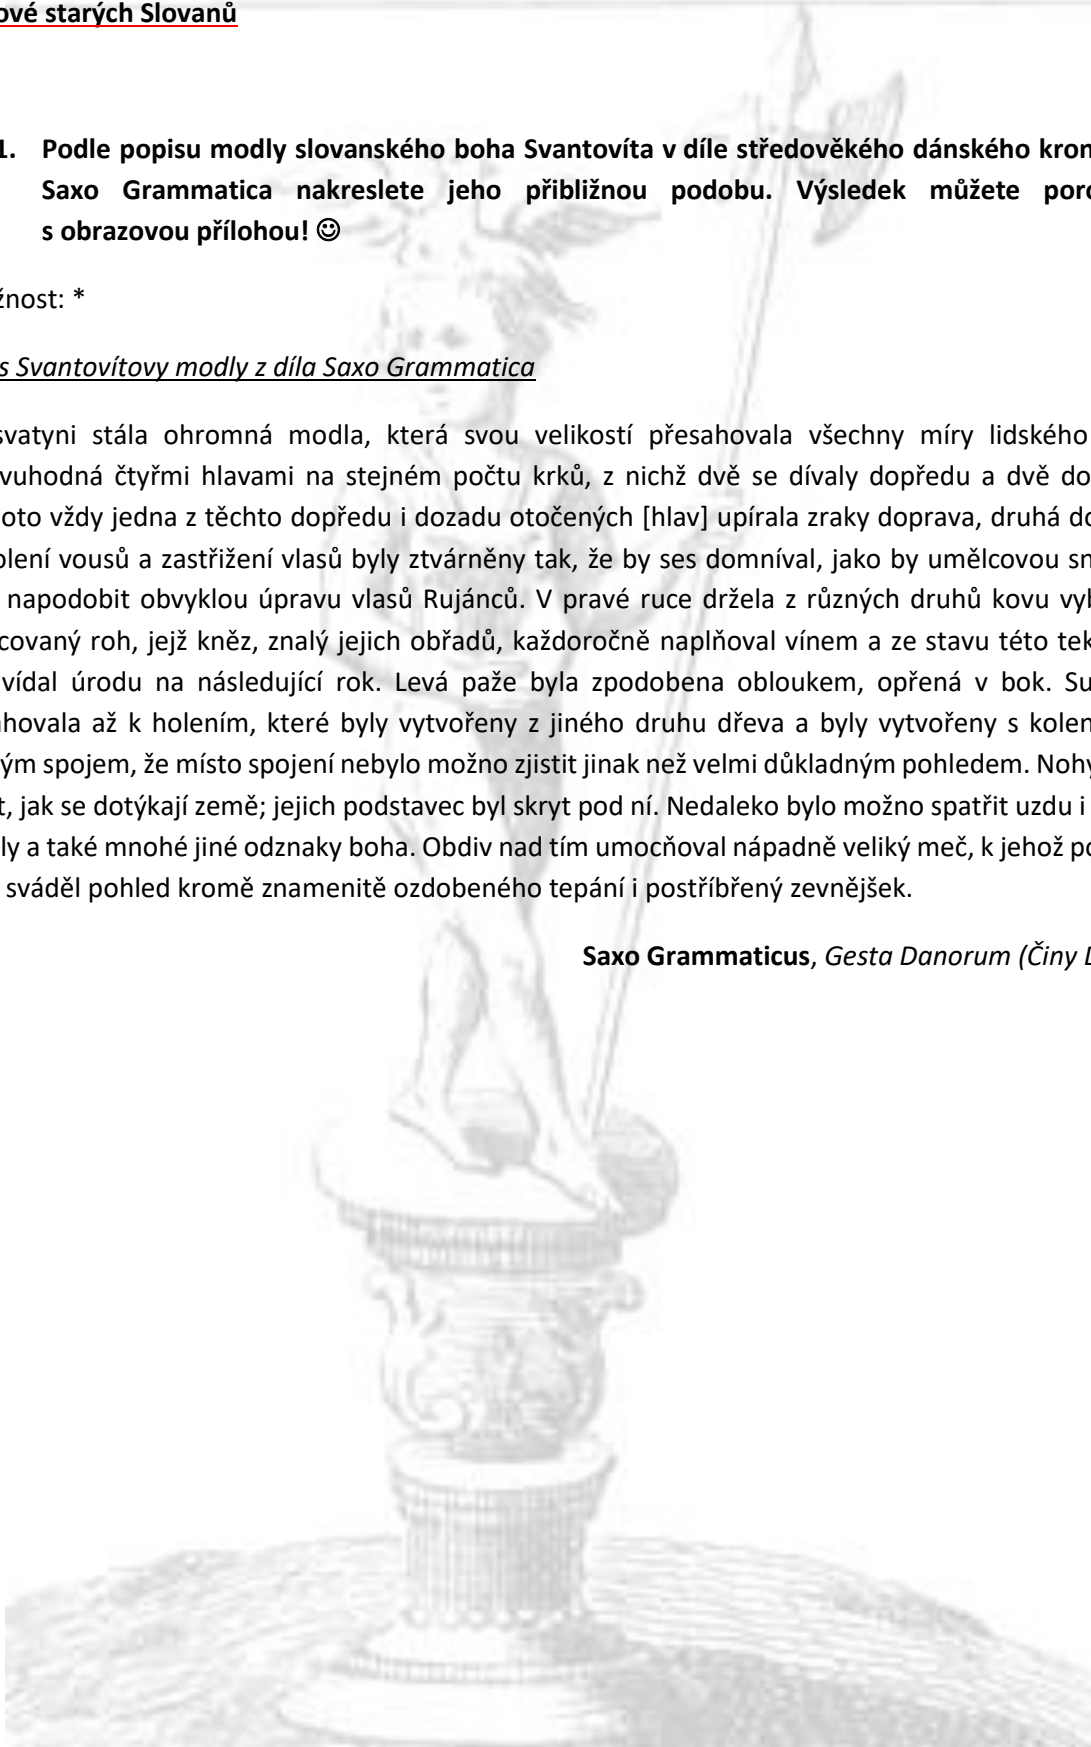 ové starých Slovanů
1. Podle popisu modly slovanského boha Svantovíta v díle středověkého dánského kron
Saxo Grammatica nakreslete jeho přibližnou podobu. Výsledek můžete poro
s obrazovou přílohou! ☺
žnost: *
s Svantovítovy modly z díla Saxo Grammatica
svatyni stála ohromná modla, která svou velikostí přesahovala všechny míry lidského
vuhodná čtyřmi hlavami na stejném počtu krků, z nichž dvě se dívaly dopředu a dvě do
oto vždy jedna z těchto dopředu i dozadu otočených [hlav] upírala zraky doprava, druhá do
olení vousů a zastřižení vlasů byly ztvárněny tak, že by ses domníval, jako by umělcovou sn
napodobit obvyklou úpravu vlasů Rujánců. V pravé ruce držela z různých druhů kovu vyb
covaný roh, jejž kněz, znalý jejich obřadů, každoročně naplňoval vínem a ze stavu této tek
vídal úrodu na následující rok. Levá paže byla zpodobena obloukem, opřená v bok. Su
ahovala až k holením, které byly vytvořeny z jiného druhu dřeva a byly vytvořeny s kolen
ým spojem, že místo spojení nebylo možno zjistit jinak než velmi důkladným pohledem. Nohy
t, jak se dotýkají země; jejich podstavec byl skryt pod ní. Nedaleko bylo možno spatřit uzdu i
ly a také mnohé jiné odznaky boha. Obdiv nad tím umocňoval nápadně veliký meč, k jehož po
sváděl pohled kromě znamenitě ozdobeného tepání i postříbřený zevnějšek.
Saxo Grammaticus, Gesta Danorum (Činy D